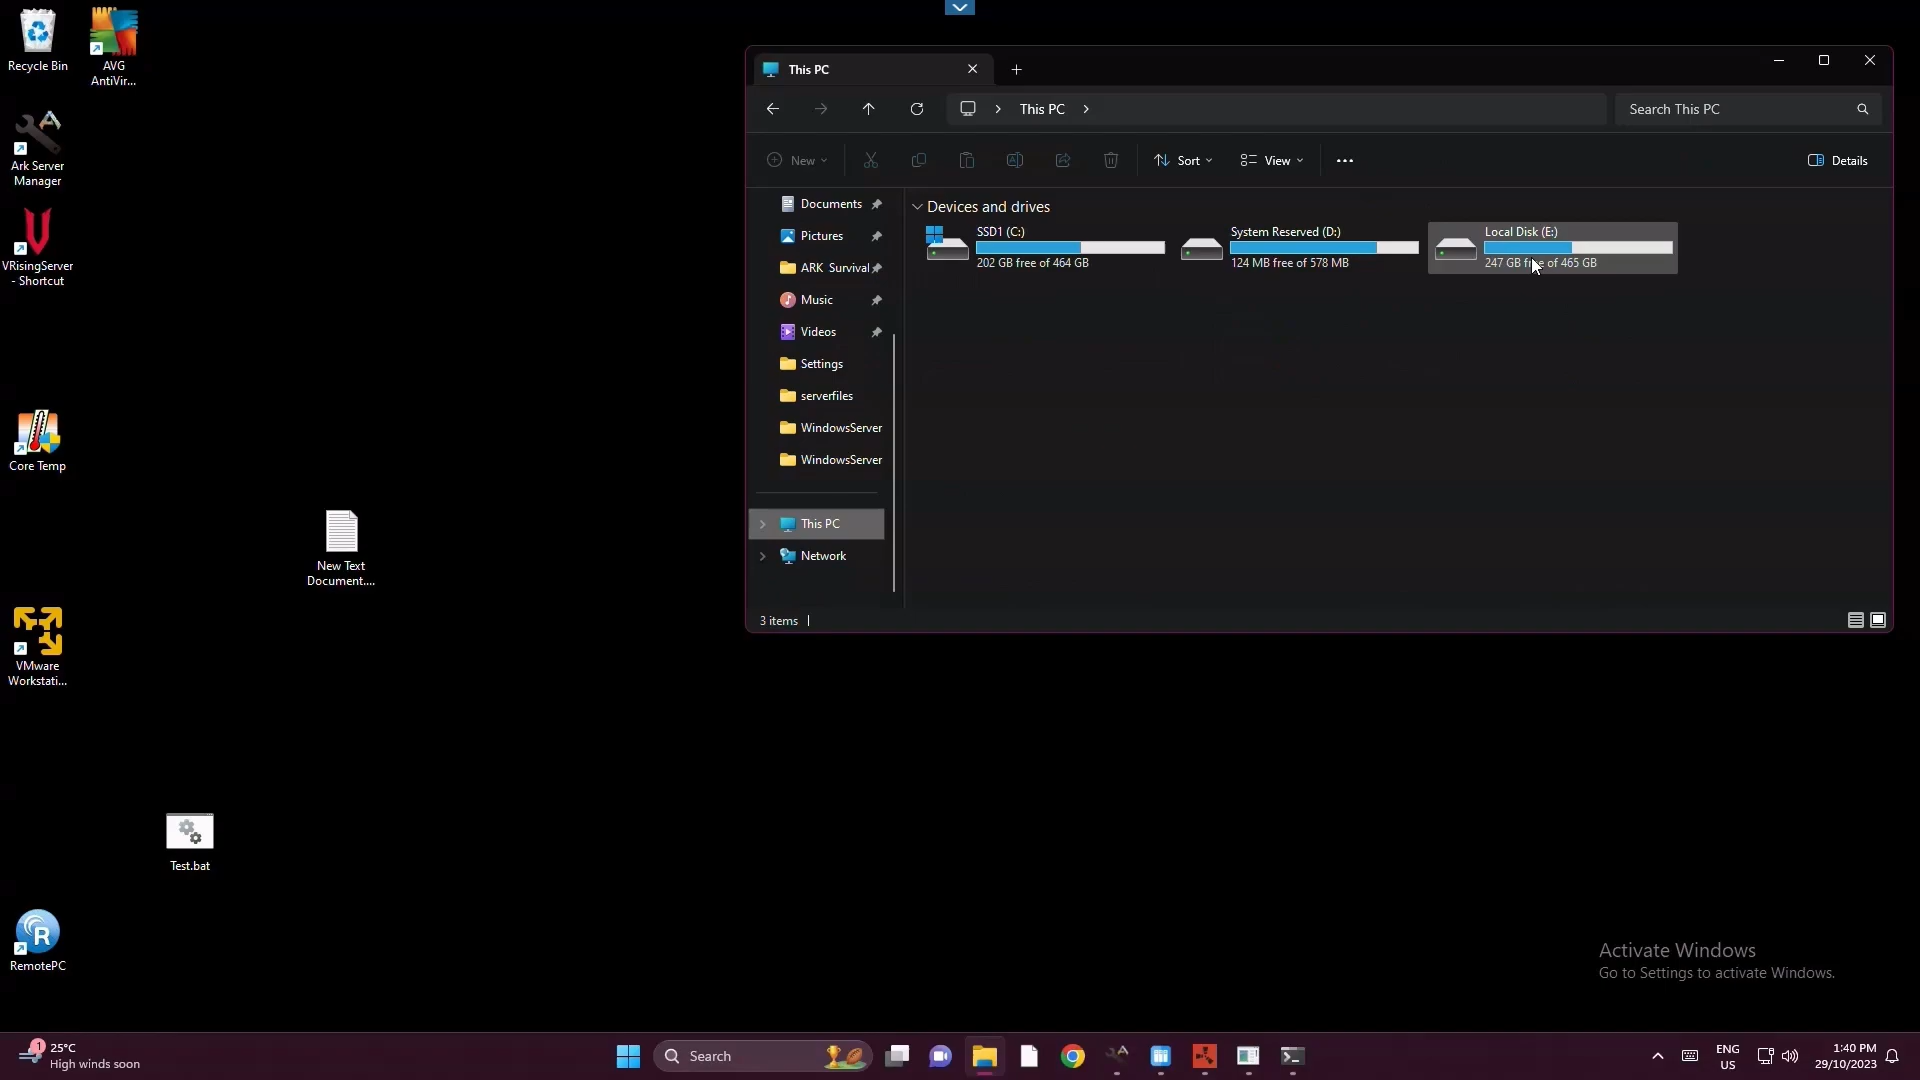 Recycle Bin
AVG
AntiVir...
Ark Server
Manager
VRisingServer
- Shortcut
Core Temp
New Text
Document....
VMware
Workstati...
Test.bat
RemotePC
This PC
This PC
Search This PC
New
Sort
View
Details
Documents
Pictures
ARK Survival
Music
Videos
Settings
serverfiles
WindowsServer
WindowsServer
This PC
Network
Devices and drives
SSD1 (C:)
202 GB free of 464 GB
System Reserved (D:)
124 MB free of 578 MB
Local Disk (E:)
247 GB free of 465 GB
3 items
Activate Windows
Go to Settings to activate Windows.
1
25°C
High winds soon
Search
ENG
US
1:40 PM
29/10/2023